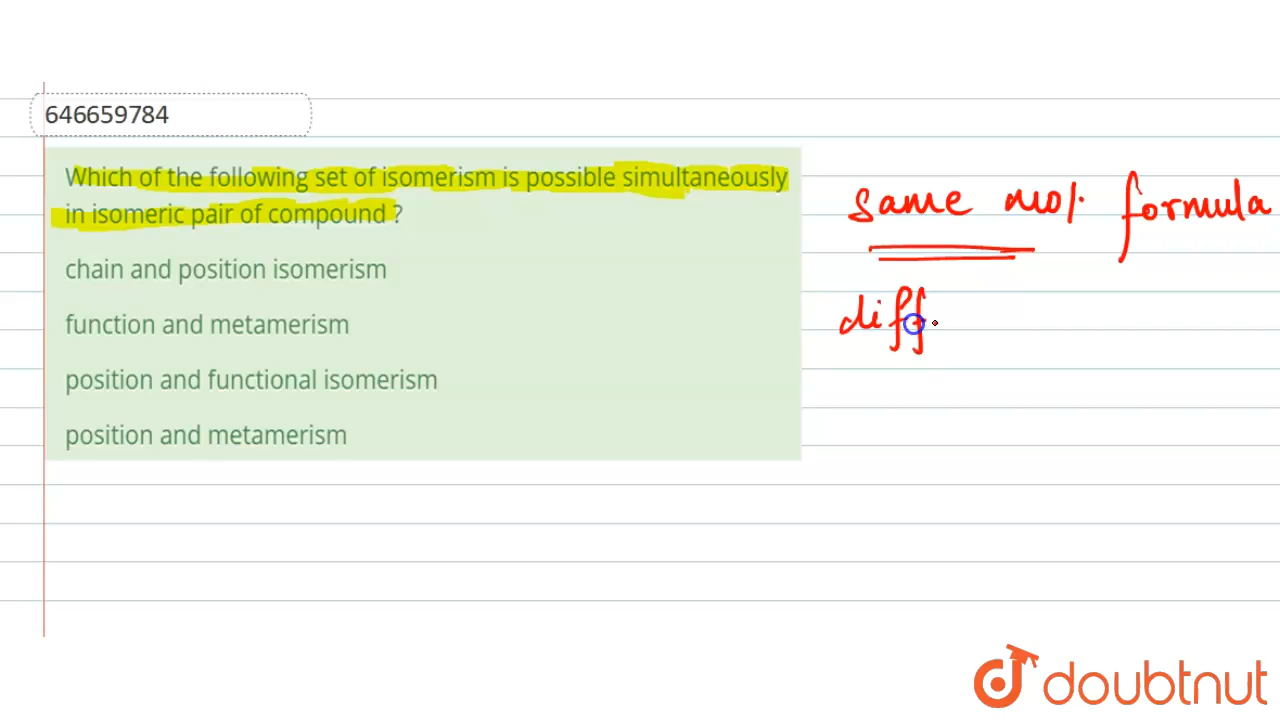 646659784
Which of the following set of isomerism is possible simultaneously
in isomeric pair of compound ?
chain and position isomerism
function and metamerism
position and functional isomerism
position and metamerism
same mol. formula
diff.
doubtnut